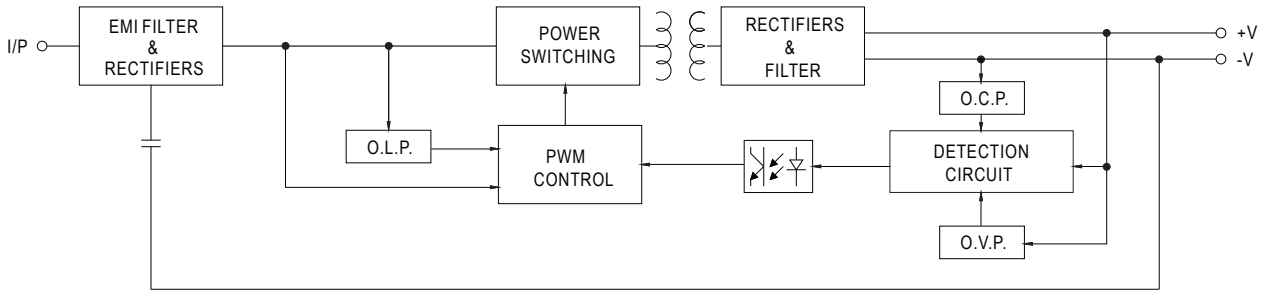 I/P
EMI FILTER
&
RECTIFIERS
POWER
SWITCHING
RECTIFIERS
&
FILTER
+V
-V
O.C.P.
O.L.P.
PWM
CONTROL
DETECTION
CIRCUIT
O.V.P.